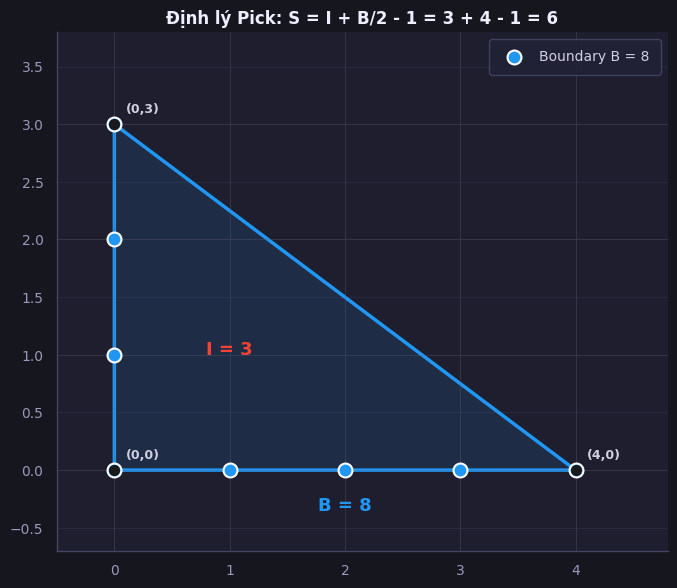 Định lý Pick: S = I + B/2 - 1 = 3 + 4 - 1 = 6
Boundary B = 8
3.5
(0,3)
3.0
2.5
2.0
1.5
I = 3
1.0
0.5
(0,0)
(4,0)
0.0
B = 8
−0.5
0 1 2 3 4